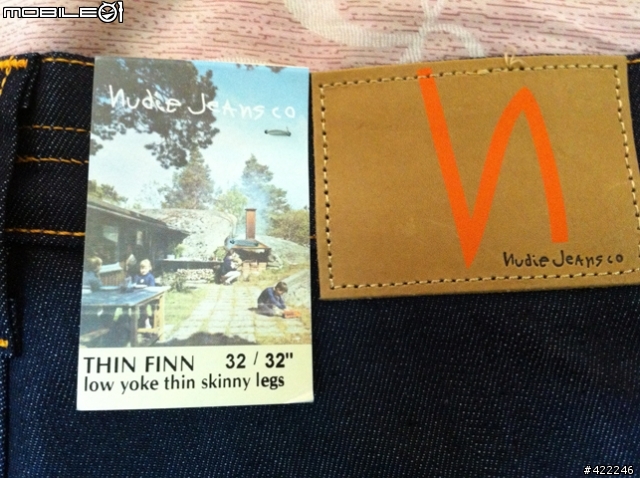 MOBILE01
nudie Jeans co
THIN FINN 32 / 32"
low yoke thin skinny legs
nudie Jeans co
#422246